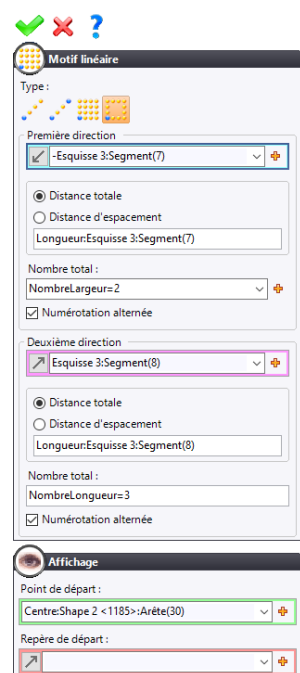 ?
Motif linéaire
Type :
Première direction
-Esquisse 3:Segment(7)
Distance totale
Distance d'espacement
Longueur:Esquisse 3:Segment(7)
Nombre total :
NombreLargeur=2
Numérotation alternée
Deuxième direction
Esquisse 3:Segment(8)
Distance totale
Distance d'espacement
Longueur:Esquisse 3:Segment(8)
Nombre total :
NombreLongueur=3
Numérotation alternée
Affichage
Point de départ :
Centre:Shape 2 <1185>:Arête(30)
Repère de départ :